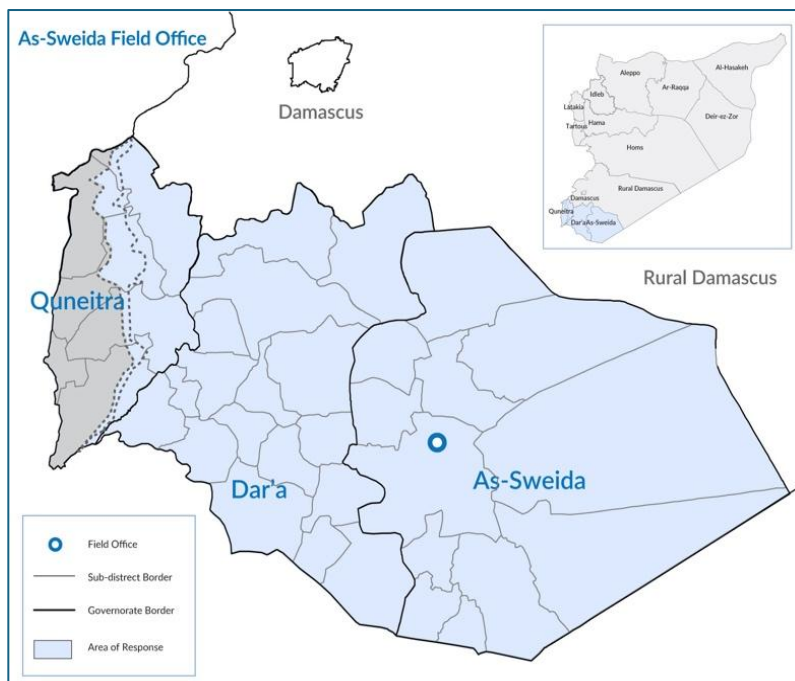 As-Sweida Field Office
Damascus
Aleppo
Al-Hasakeh
Idleb
Ar-Raqqa
Latakia
Hama
Deir-ez-Zor
Tartous
Homs
Rural Damascus
Damascus
Quneitra
Dar'a
As-Sweida
Rural Damascus
Quneitra
Dar'a
As-Sweida
Field Office
Sub-distrect Border
Governorate Border
Area of Response